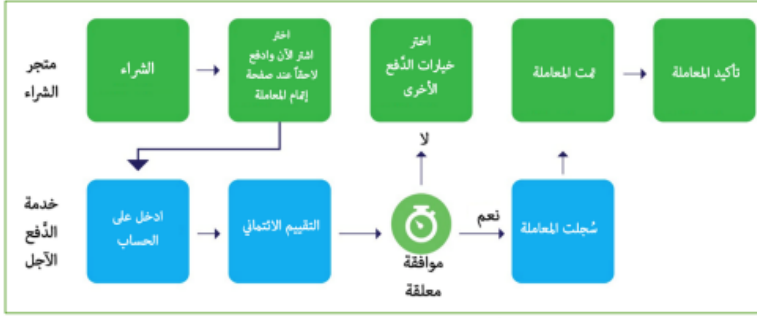 متجر
الشراء
الشراء
اختر
اشتر الآن وادفع
لاحقاً عند صفحة
إتمام المعاملة
اختر
خيارات الدَّفع
الأخرى
تمت المعاملة
تأكيد المعاملة
لا
خدمة
الدَّفع
الآجل
ادخل على
الحساب
التقييم الائتماني
موافقة
معلقة
نعم
سُجلت المعاملة